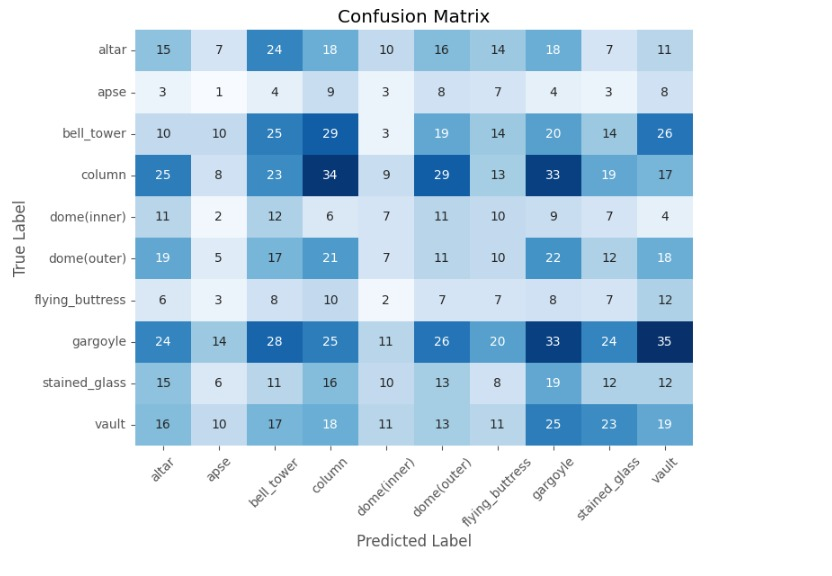 Confusion Matrix
True Label
altar 15 7 24 18 10 16 14 18 7 11
apse 3 1 4 9 3 8 7 4 3 8
bell_tower 10 10 25 29 3 19 14 20 14 26
column 25 8 23 34 9 29 13 33 19 17
dome(inner) 11 2 12 6 7 11 10 9 7 4
dome(outer) 19 5 17 21 7 11 10 22 12 18
flying_buttress 6 3 8 10 2 7 7 8 7 12
gargoyle 24 14 28 25 11 26 20 33 24 35
stained_glass 15 6 11 16 10 13 8 19 12 12
vault 16 10 17 18 11 13 11 25 23 19
altar apse bell_tower column dome(inner) dome(outer) flying_buttress gargoyle stained_glass vault
Predicted Label